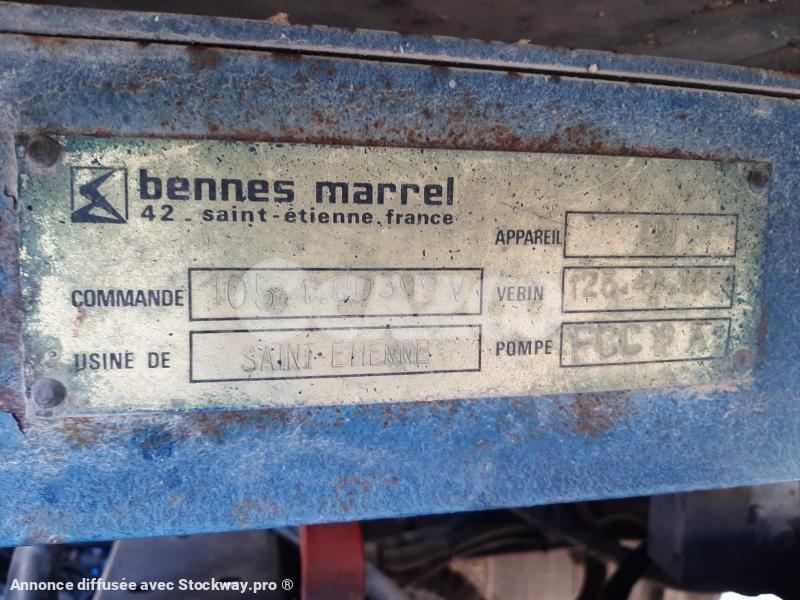 bennes marrel
42 - saint-étienne. france
APPAREIL
COMMANDE
VERIN
USINE DE SAINT-ETIENNE
POMPE FCC
Annonce diffusée avec Stockway.pro ®